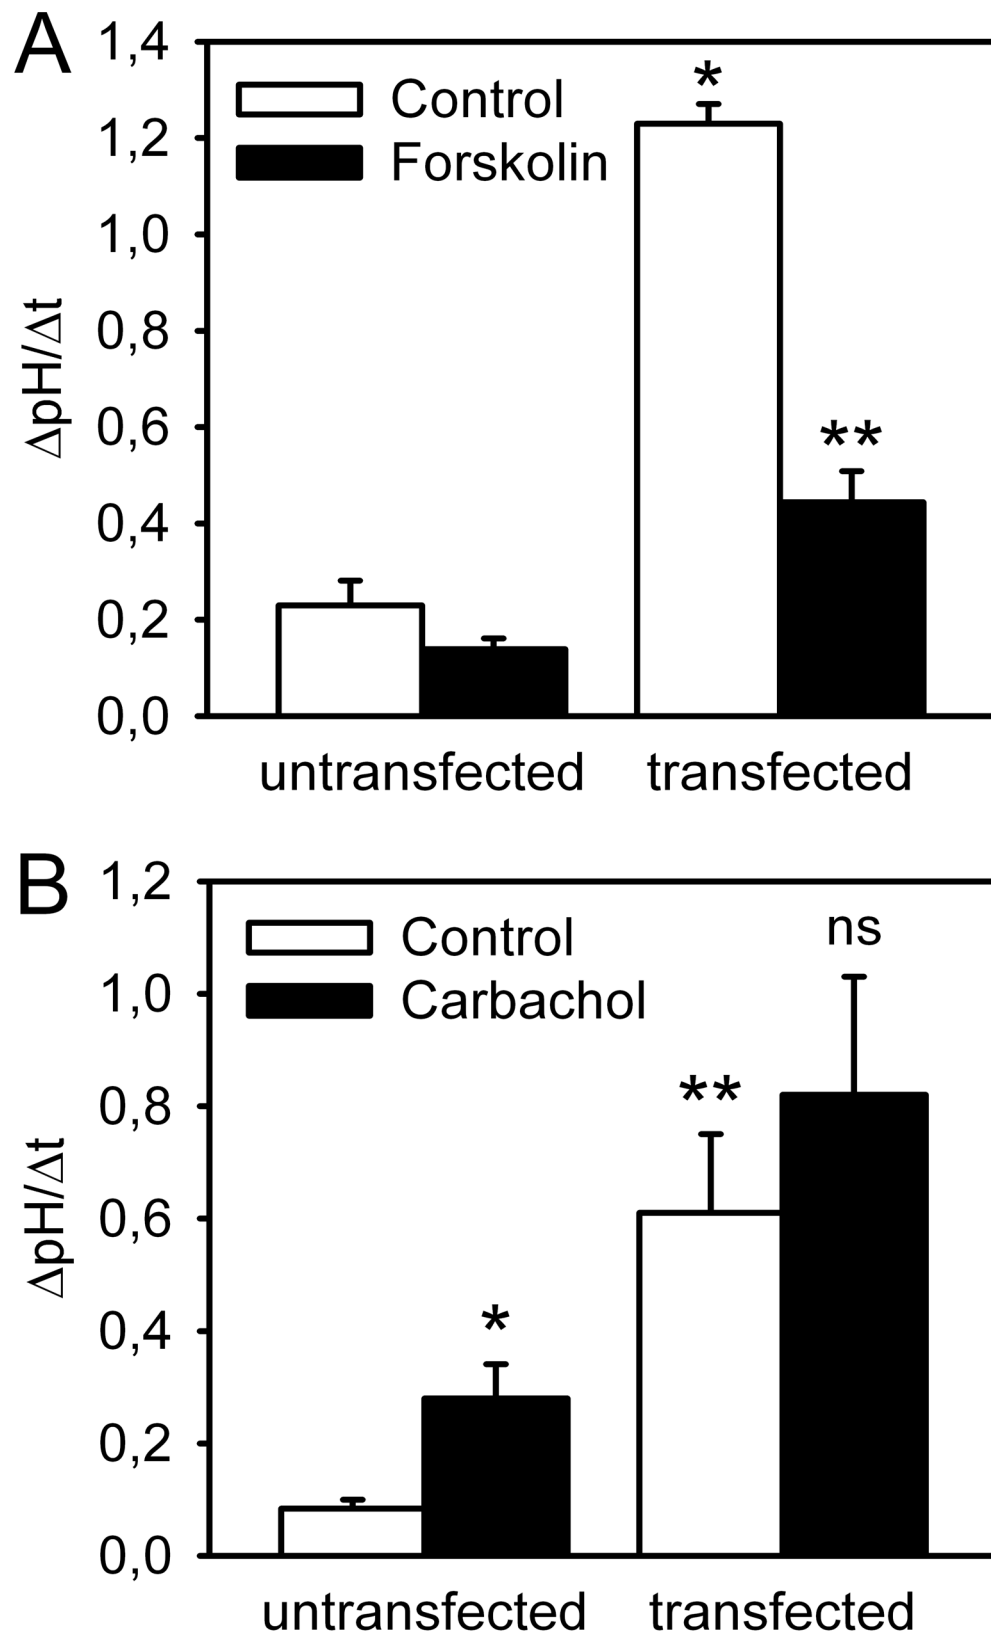 A
1,4
1,2
1,0
0,8
0,6
0,4
0,2
0,0
ΔpH/Δt
Control
Forskolin
*
**
untransfected transfected
B
1,2
1,0
0,8
0,6
0,4
0,2
0,0
ΔpH/Δt
Control
Carbachol
*
**
ns
untransfected transfected